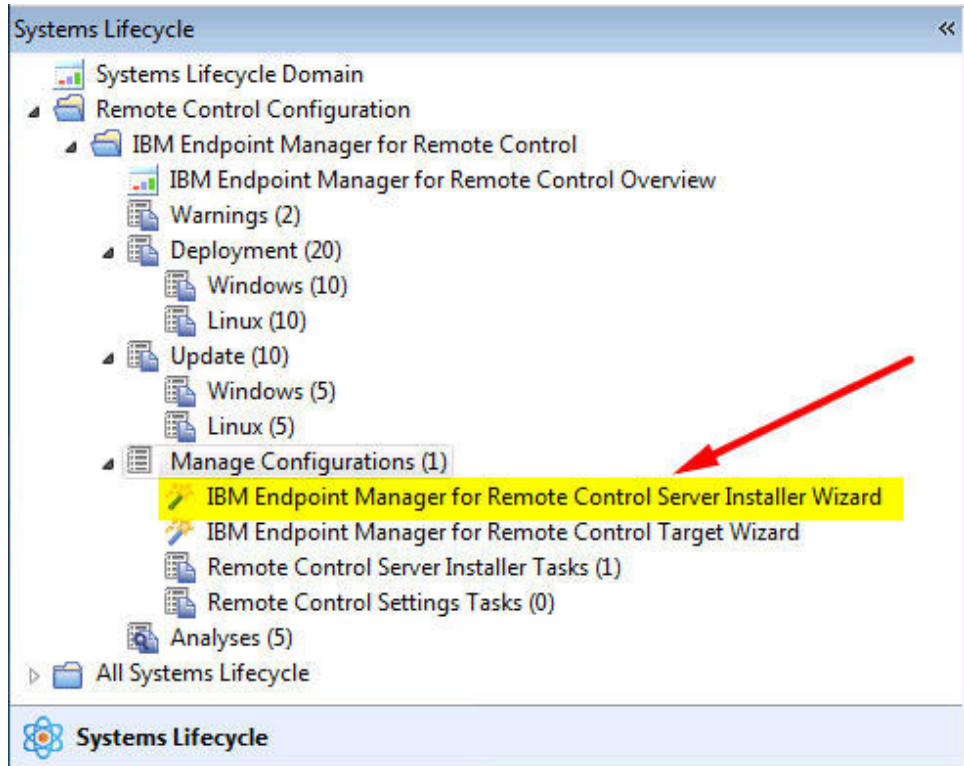 Systems Lifecycle
Systems Lifecycle Domain
Remote Control Configuration
IBM Endpoint Manager for Remote Control
IBM Endpoint Manager for Remote Control Overview
Warnings (2)
Deployment (20)
Windows (10)
Linux (10)
Update (10)
Windows (5)
Linux (5)
Manage Configurations (1)
IBM Endpoint Manager for Remote Control Server Installer Wizard
IBM Endpoint Manager for Remote Control Target Wizard
Remote Control Server Installer Tasks (1)
Remote Control Settings Tasks (0)
Analyses (5)
All Systems Lifecycle
Systems Lifecycle